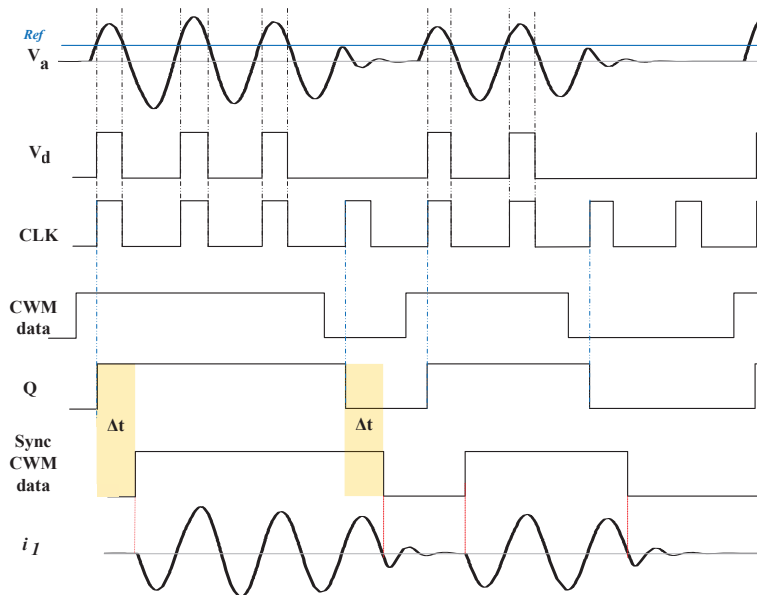 Ref
Va
Vd
CLK
CWM
data
Q
Δt
Δt
Sync
CWM
data
i1